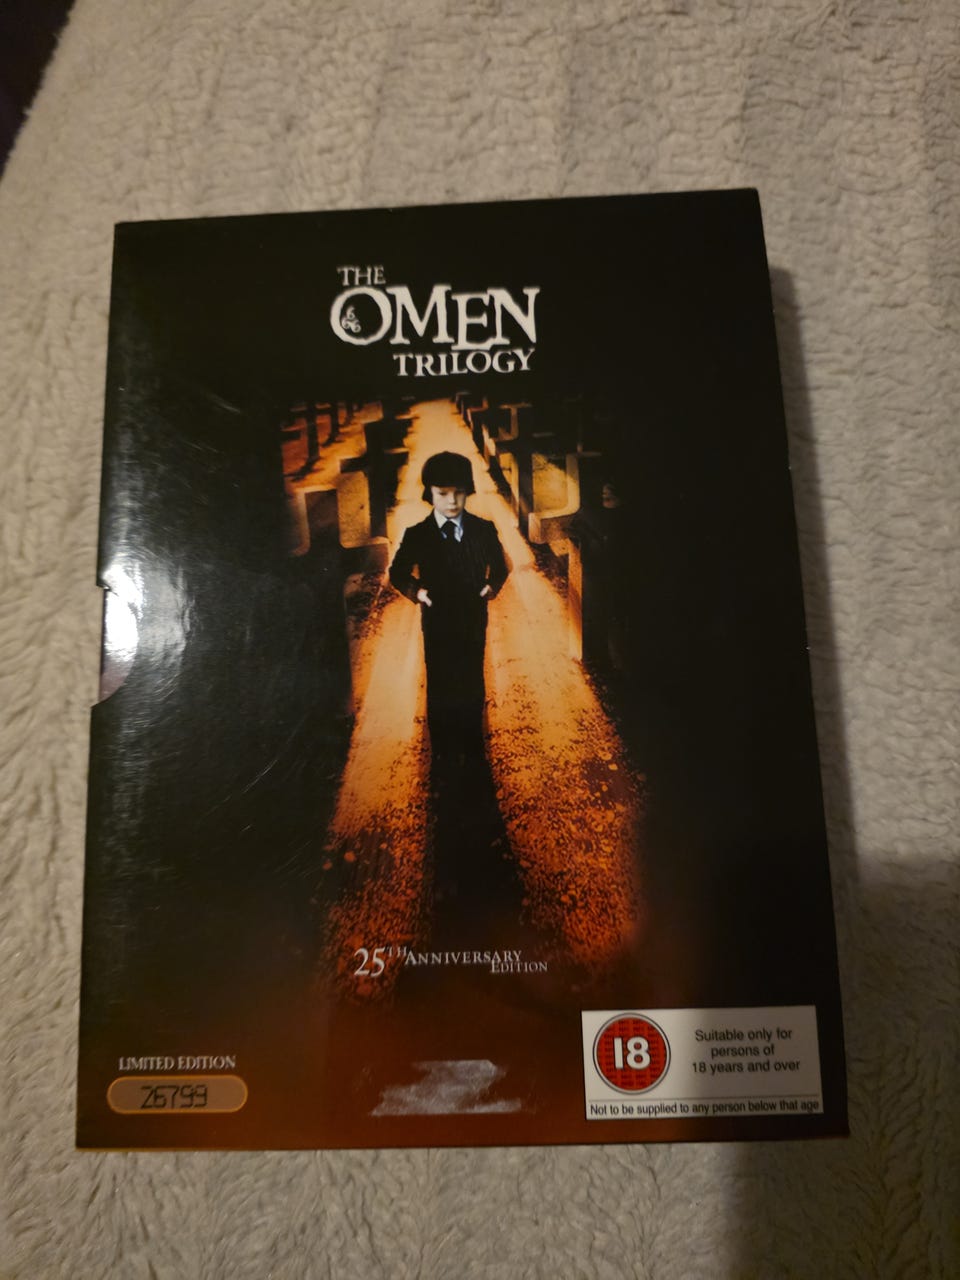 THE
OMEN
TRILOGY
25TH ANNIVERSARY
EDITION
LIMITED EDITION
26799
18
Suitable only for
persons of
18 years and over
Not to be supplied to any person below that age